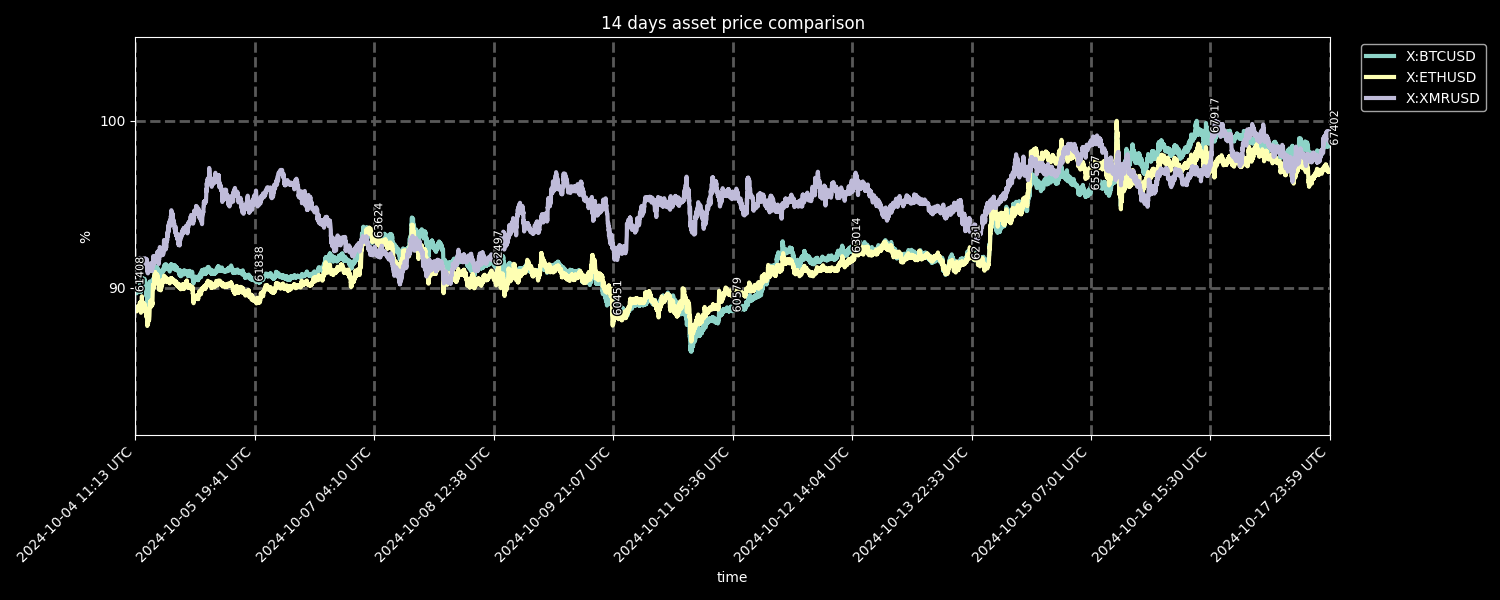 14 days asset price comparison
X:BTCUSD
X:ETHUSD
X:XMRUSD
100
90
%
61408
61838
63624
62497
60451
60579
63014
62731
65567
67917
67402
2024-10-04 11:13 UTC
2024-10-05 19:41 UTC
2024-10-07 04:10 UTC
2024-10-08 12:38 UTC
2024-10-09 21:07 UTC
2024-10-11 05:36 UTC
2024-10-12 14:04 UTC
2024-10-13 22:33 UTC
2024-10-15 07:01 UTC
2024-10-16 15:30 UTC
2024-10-17 23:59 UTC
time